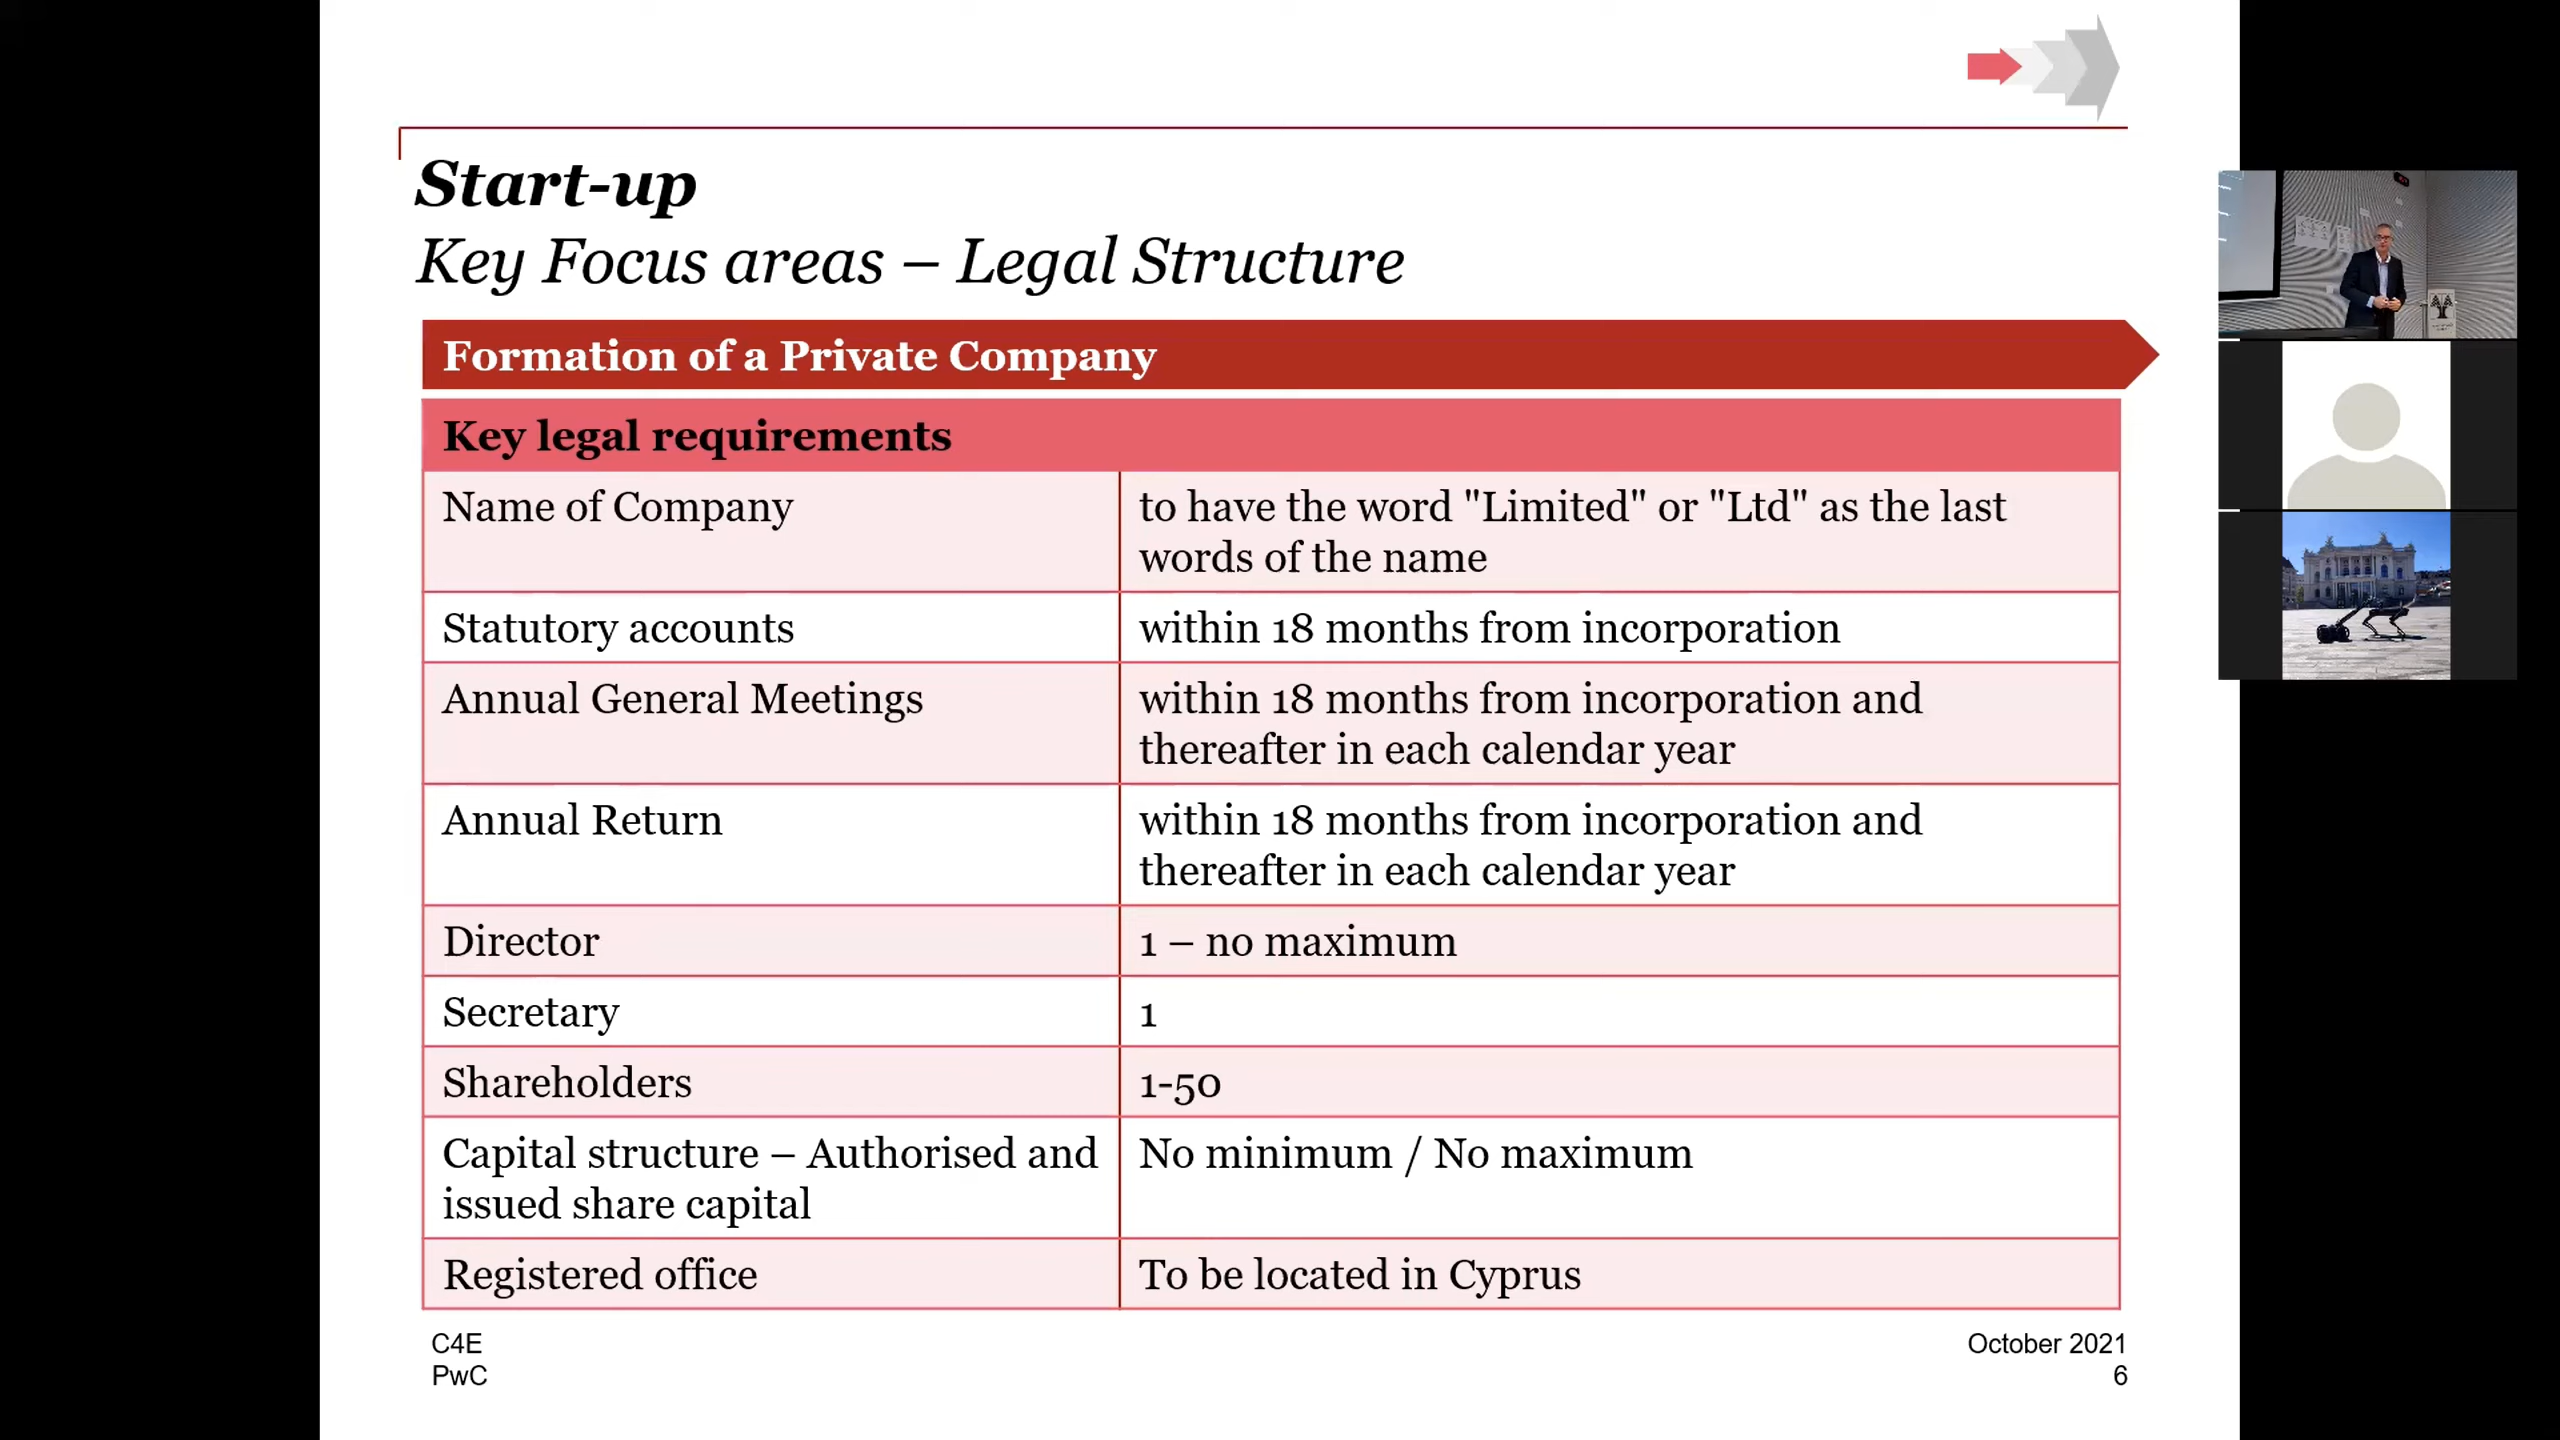 Start-up
Key Focus areas – Legal Structure
Formation of a Private Company
Key legal requirements
Name of Company
to have the word "Limited" or "Ltd" as the last
words of the name
Statutory accounts
within 18 months from incorporation
Annual General Meetings
within 18 months from incorporation and
thereafter in each calendar year
Annual Return
within 18 months from incorporation and
thereafter in each calendar year
Director
1 – no maximum
Secretary
1
Shareholders
1-50
Capital structure – Authorised and
issued share capital
No minimum / No maximum
Registered office
To be located in Cyprus
C4E
PwC
October 2021
6